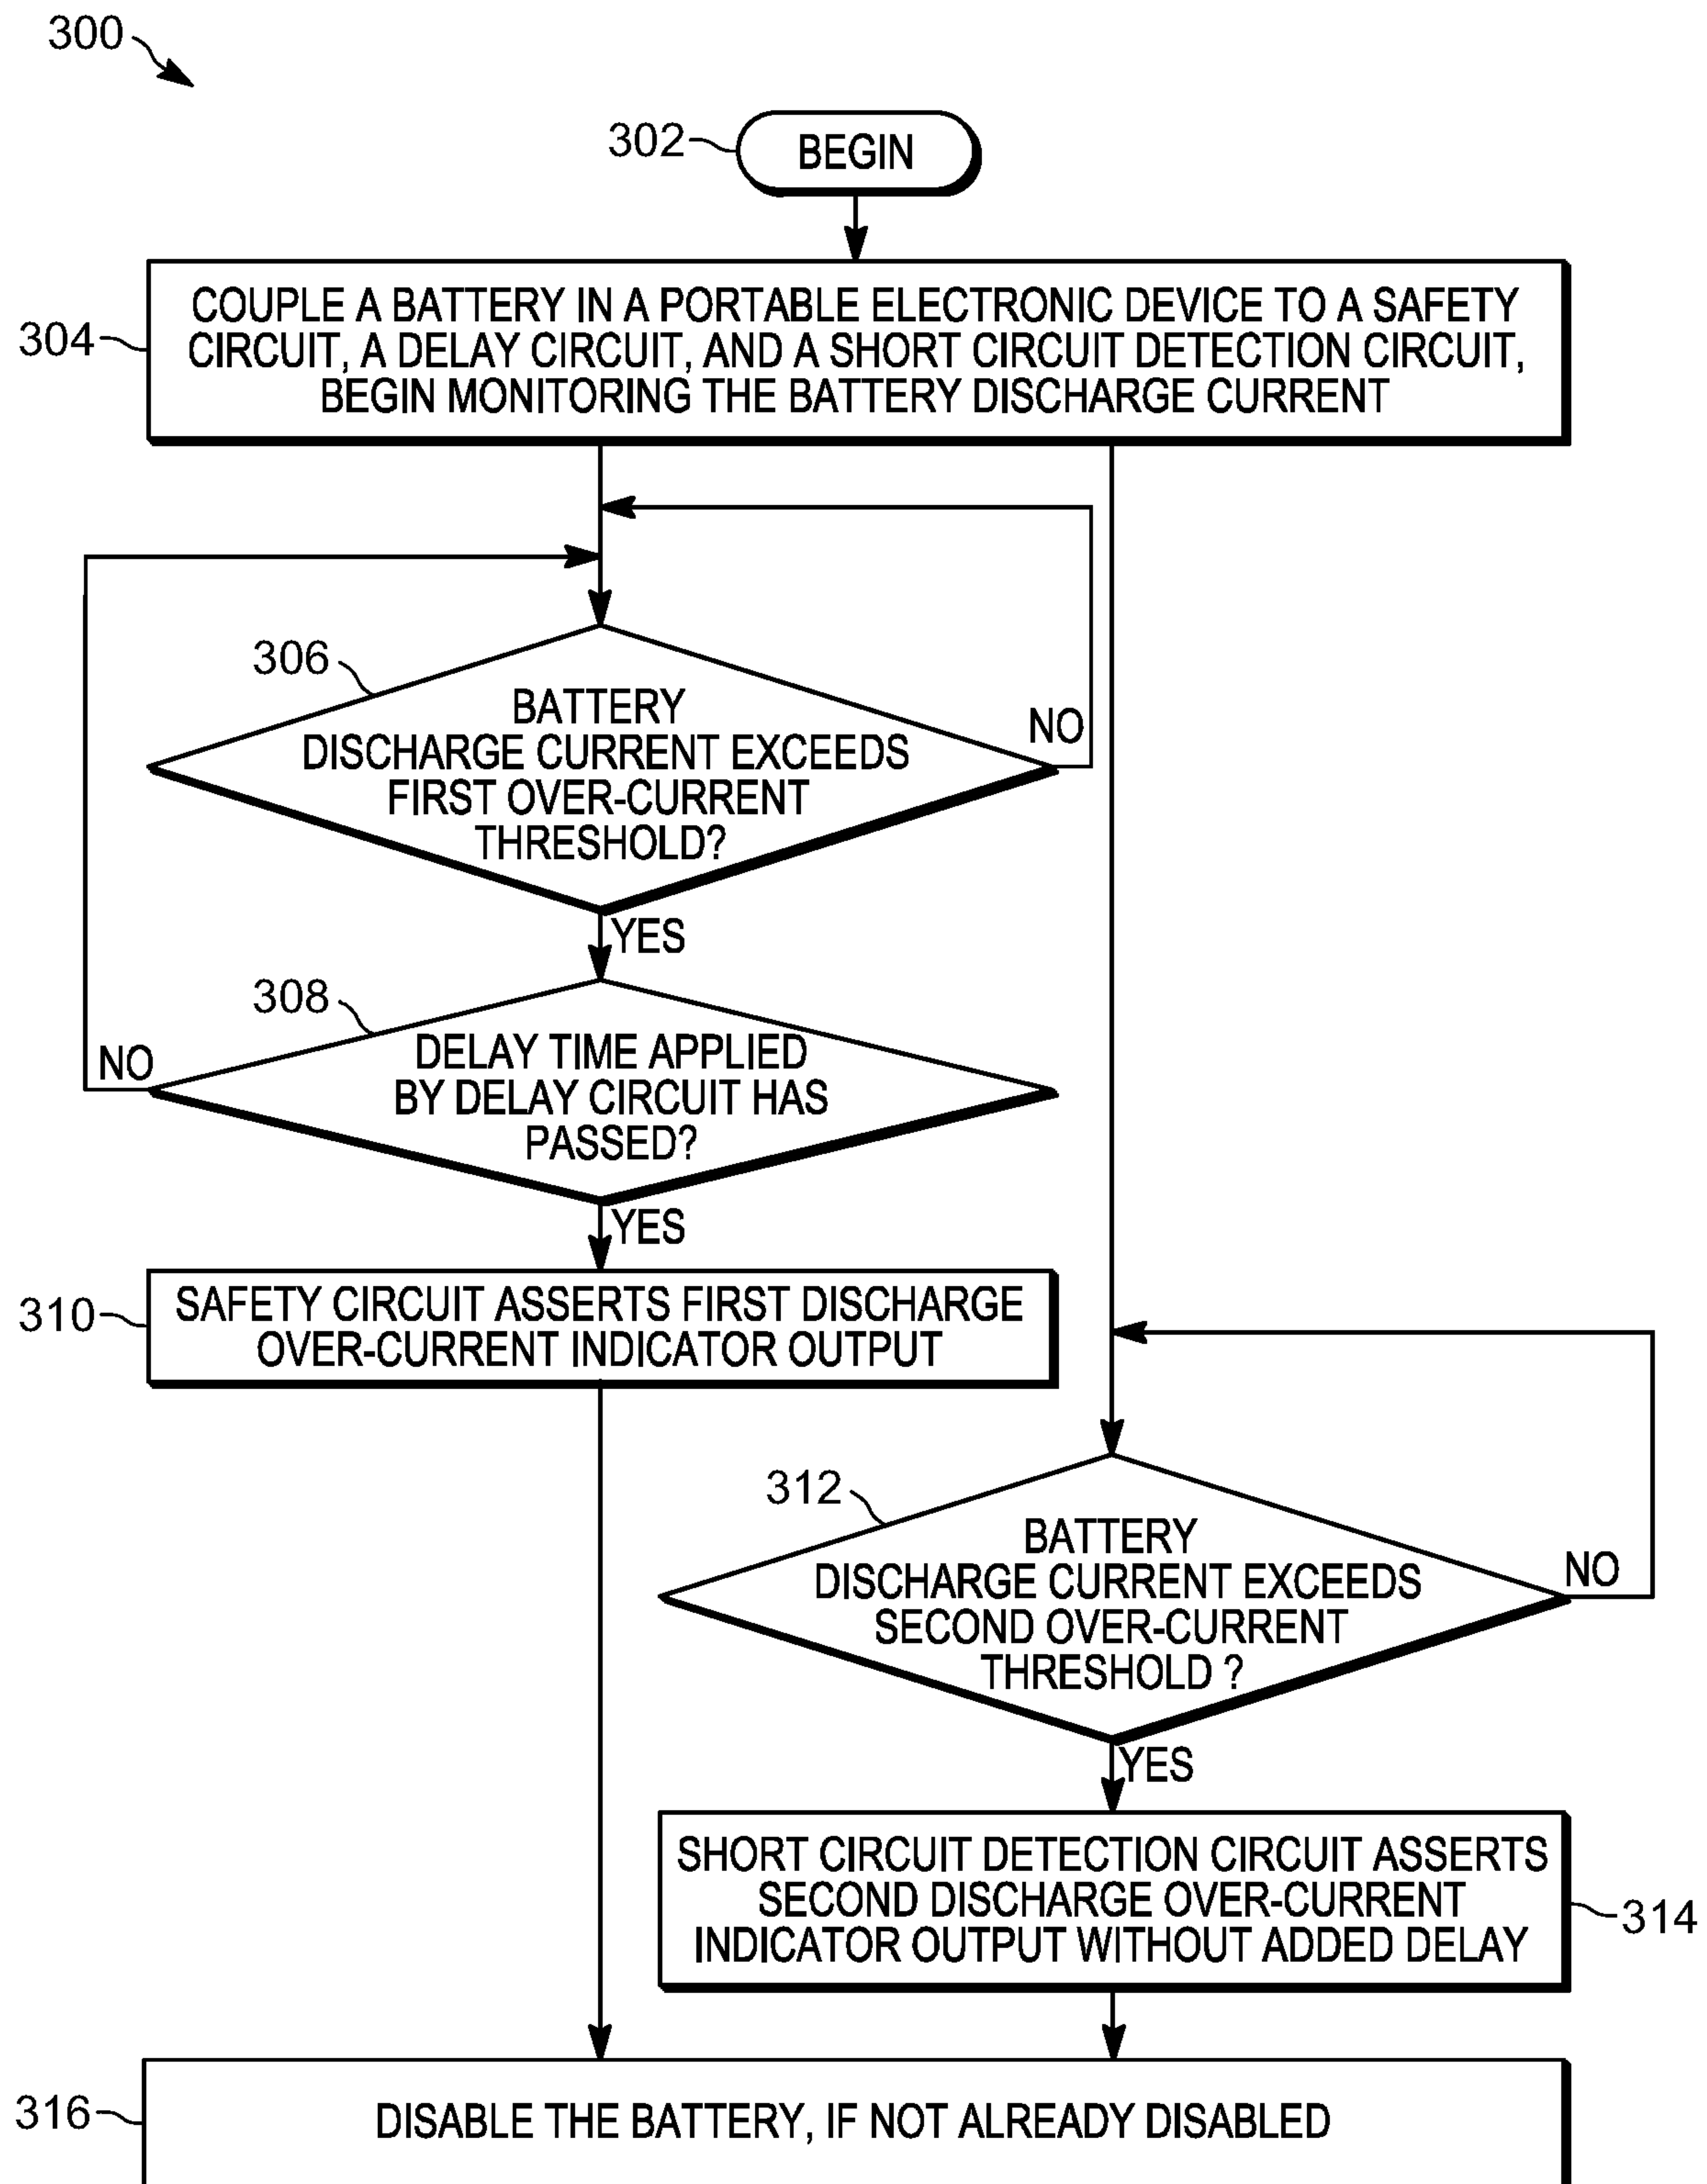 300
302
BEGIN
304
COUPLE A BATTERY IN A PORTABLE ELECTRONIC DEVICE TO A SAFETY
CIRCUIT, A DELAY CIRCUIT, AND A SHORT CIRCUIT DETECTION CIRCUIT,
BEGIN MONITORING THE BATTERY DISCHARGE CURRENT
306
BATTERY
DISCHARGE CURRENT EXCEEDS
FIRST OVER-CURRENT
THRESHOLD?
NO
YES
308
DELAY TIME APPLIED
BY DELAY CIRCUIT HAS
PASSED?
NO
YES
310
SAFETY CIRCUIT ASSERTS FIRST DISCHARGE
OVER-CURRENT INDICATOR OUTPUT
312
BATTERY
DISCHARGE CURRENT EXCEEDS
SECOND OVER-CURRENT
THRESHOLD ?
NO
YES
SHORT CIRCUIT DETECTION CIRCUIT ASSERTS
SECOND DISCHARGE OVER-CURRENT
INDICATOR OUTPUT WITHOUT ADDED DELAY
314
316
DISABLE THE BATTERY, IF NOT ALREADY DISABLED